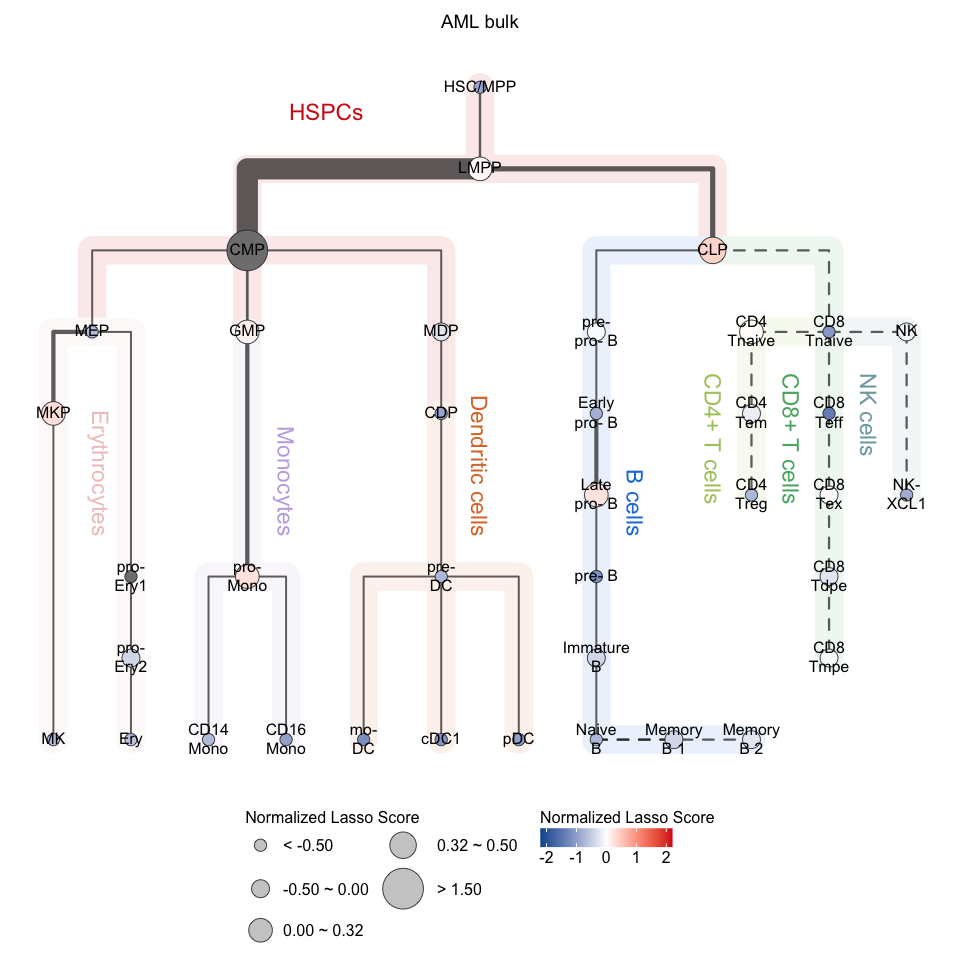 AML bulk
HSC/MPP
HSPCs
LMPP
CMP
CLP
MEP
GMP
MDP
pre-
pro- B
CD4
Tnaive
CD8
Tnaive
NK
MKP
CDP
Early
pro- B
CD4
Tem
CD8
Teff
Erythrocytes
Monocytes
Dendritic cells
B cells
CD4+ T cells
CD8+ T cells
NK cells
Late
pro- B
CD4
Treg
CD8
Tex
NK-
XCL1
pro-
Ery1
pro-
Mono
pre-
DC
pre- B
CD8
Tdpe
pro-
Ery2
Immature
B
CD8
Tmpe
MK
Ery
CD14
Mono
CD16
Mono
mo-
DC
cDC1
pDC
Naive
B
Memory
B 1
Memory
B 2
Normalized Lasso Score
< -0.50
-0.50 ~ 0.00
0.00 ~ 0.32
0.32 ~ 0.50
> 1.50
Normalized Lasso Score
-2 -1 0 1 2